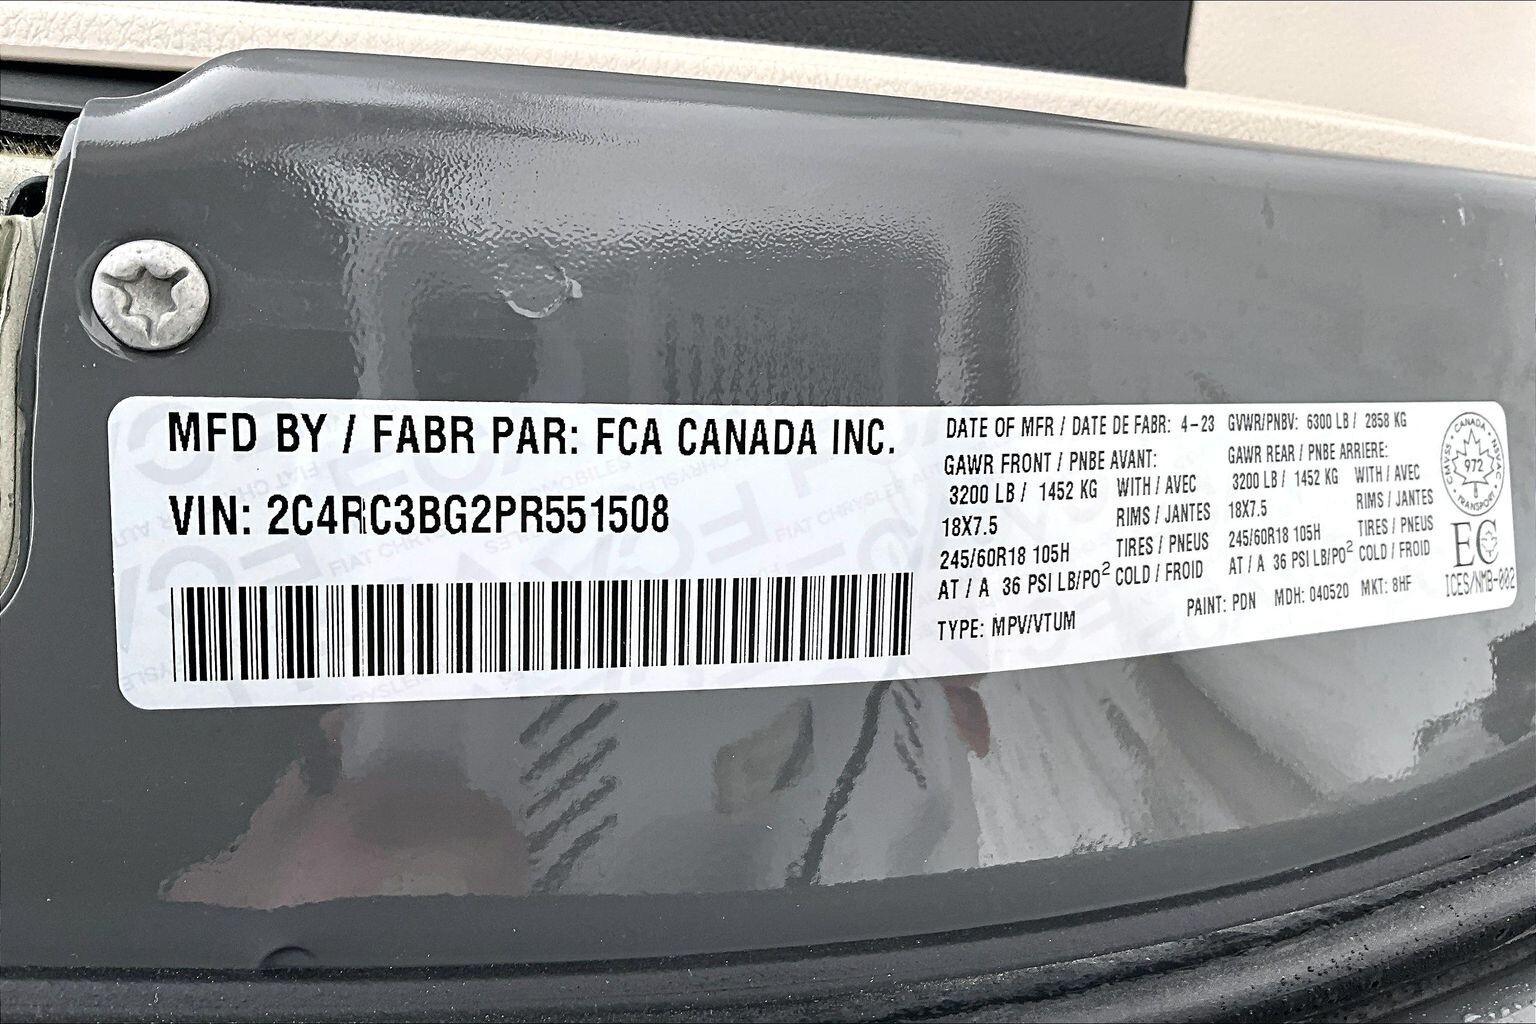 MFD BY / FABR PAR: FCA CANADA INC.
VIN: 2C4RC3BG2PR551508
DATE OF MFR / DATE DE FABR: 4-23 GVWR/PNBV: 6300 LB / 2858 KG
GAWR FRONT / PNBE AVANT:
3200 LB / 1452 KG WITH / AVEC
18X7.5 RIMS / JANTES
245/60R18 105H TIRES / PNEUS
AT / A 36 PSI LB/PO² COLD / FROID
TYPE: MPV/VTUM
GAWR REAR / PNBE ARRIERE:
3200 LB / 1452 KG WITH / AVEC
18X7.5 RIMS / JANTES
245/60R18 105H TIRES / PNEUS
AT / A 36 PSI LB/PO² COLD / FROID
PAINT: PDN MDH: 040520 MKT: 8HF
CANADA
CMVSS · NSVAC
972
TRANSPORT
EC
ICES/NMB-002